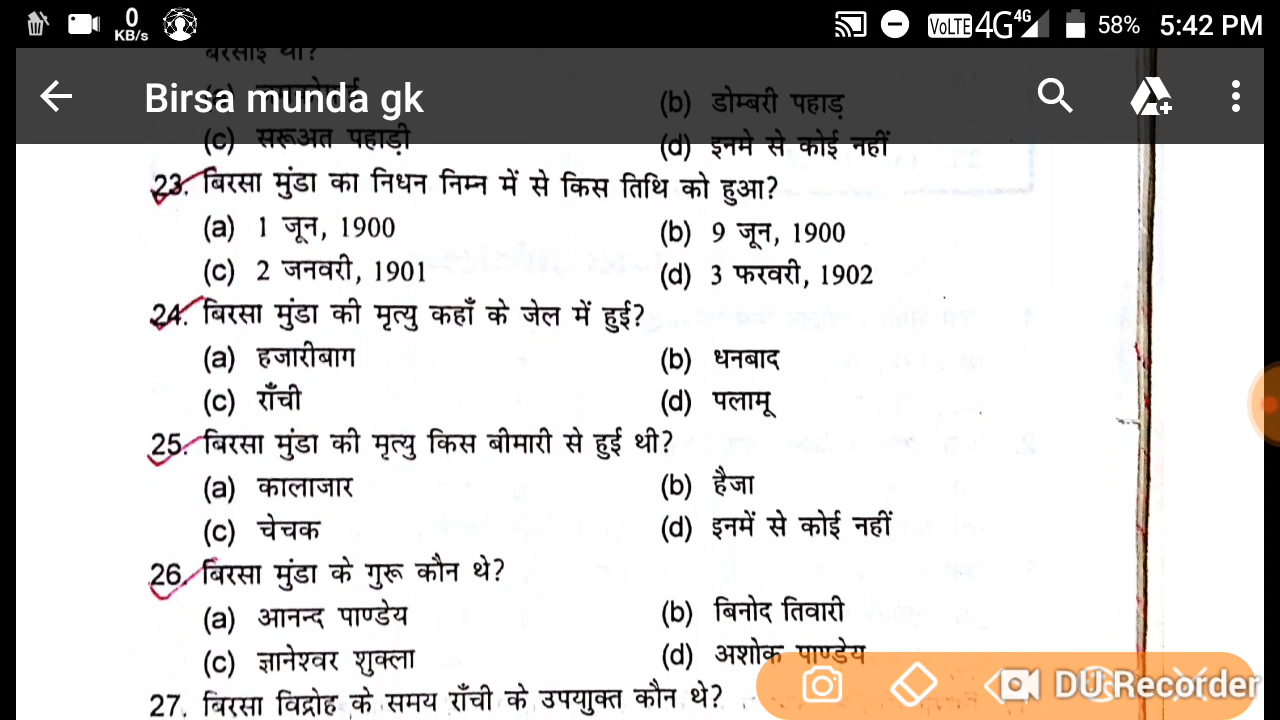 0
KB/s
VoLTE 4G 4G 58% 5:42 PM
बरसाइ था?
Birsa munda gk
(b) डोम्बरी पहाड़
(c) सरूअत पहाड़ी (d) इनमे से कोई नहीं
23. बिरसा मुंडा का निधन निम्न में से किस तिथि को हुआ?
(a) 1 जून, 1900 (b) 9 जून, 1900
(c) 2 जनवरी, 1901 (d) 3 फरवरी, 1902
24. बिरसा मुंडा की मृत्यु कहाँ के जेल में हुई?
(a) हजारीबाग (b) धनबाद
(c) राँची (d) पलामू
25. बिरसा मुंडा की मृत्यु किस बीमारी से हुई थी?
(a) कालाजार (b) हैजा
(c) चेचक (d) इनमें से कोई नहीं
26. बिरसा मुंडा के गुरू कौन थे?
(a) आनन्द पाण्डेय (b) बिनोद तिवारी
(c) ज्ञानेश्वर शुक्ला (d) अशोक पाण्डेय
27. बिरसा विद्रोह के समय राँची के उपयाुक्त कौन थे?
DU Recorder